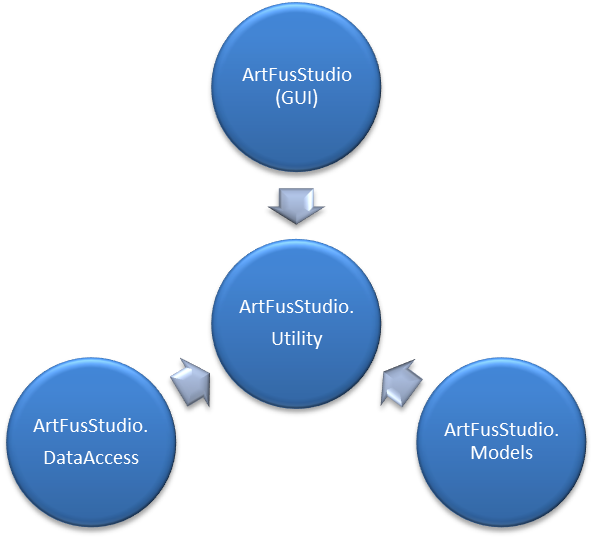 ArtFusStudio
(GUI)
ArtFusStudio.
Utility
ArtFusStudio.
DataAccess
ArtFusStudio.
Models